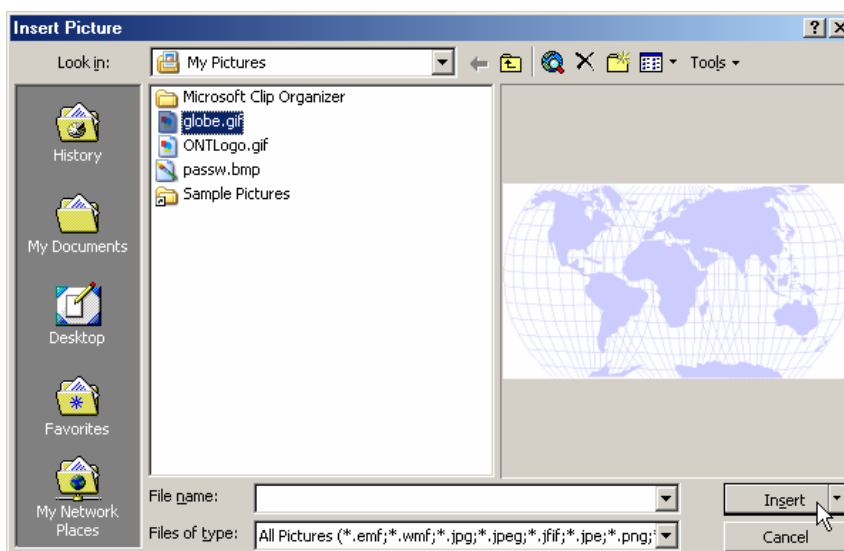 Insert Picture
Look in:
My Pictures
Tools
History
My Documents
Desktop
Favorites
My Network
Places
Microsoft Clip Organizer
globe.gif
ONTLogo.gif
passw.bmp
Sample Pictures
File name:
Insert
Files of type:
All Pictures (*.emf;*.wmf;*.jpg;*.jpeg;*.jfif;*.jpe;*.png;
Cancel